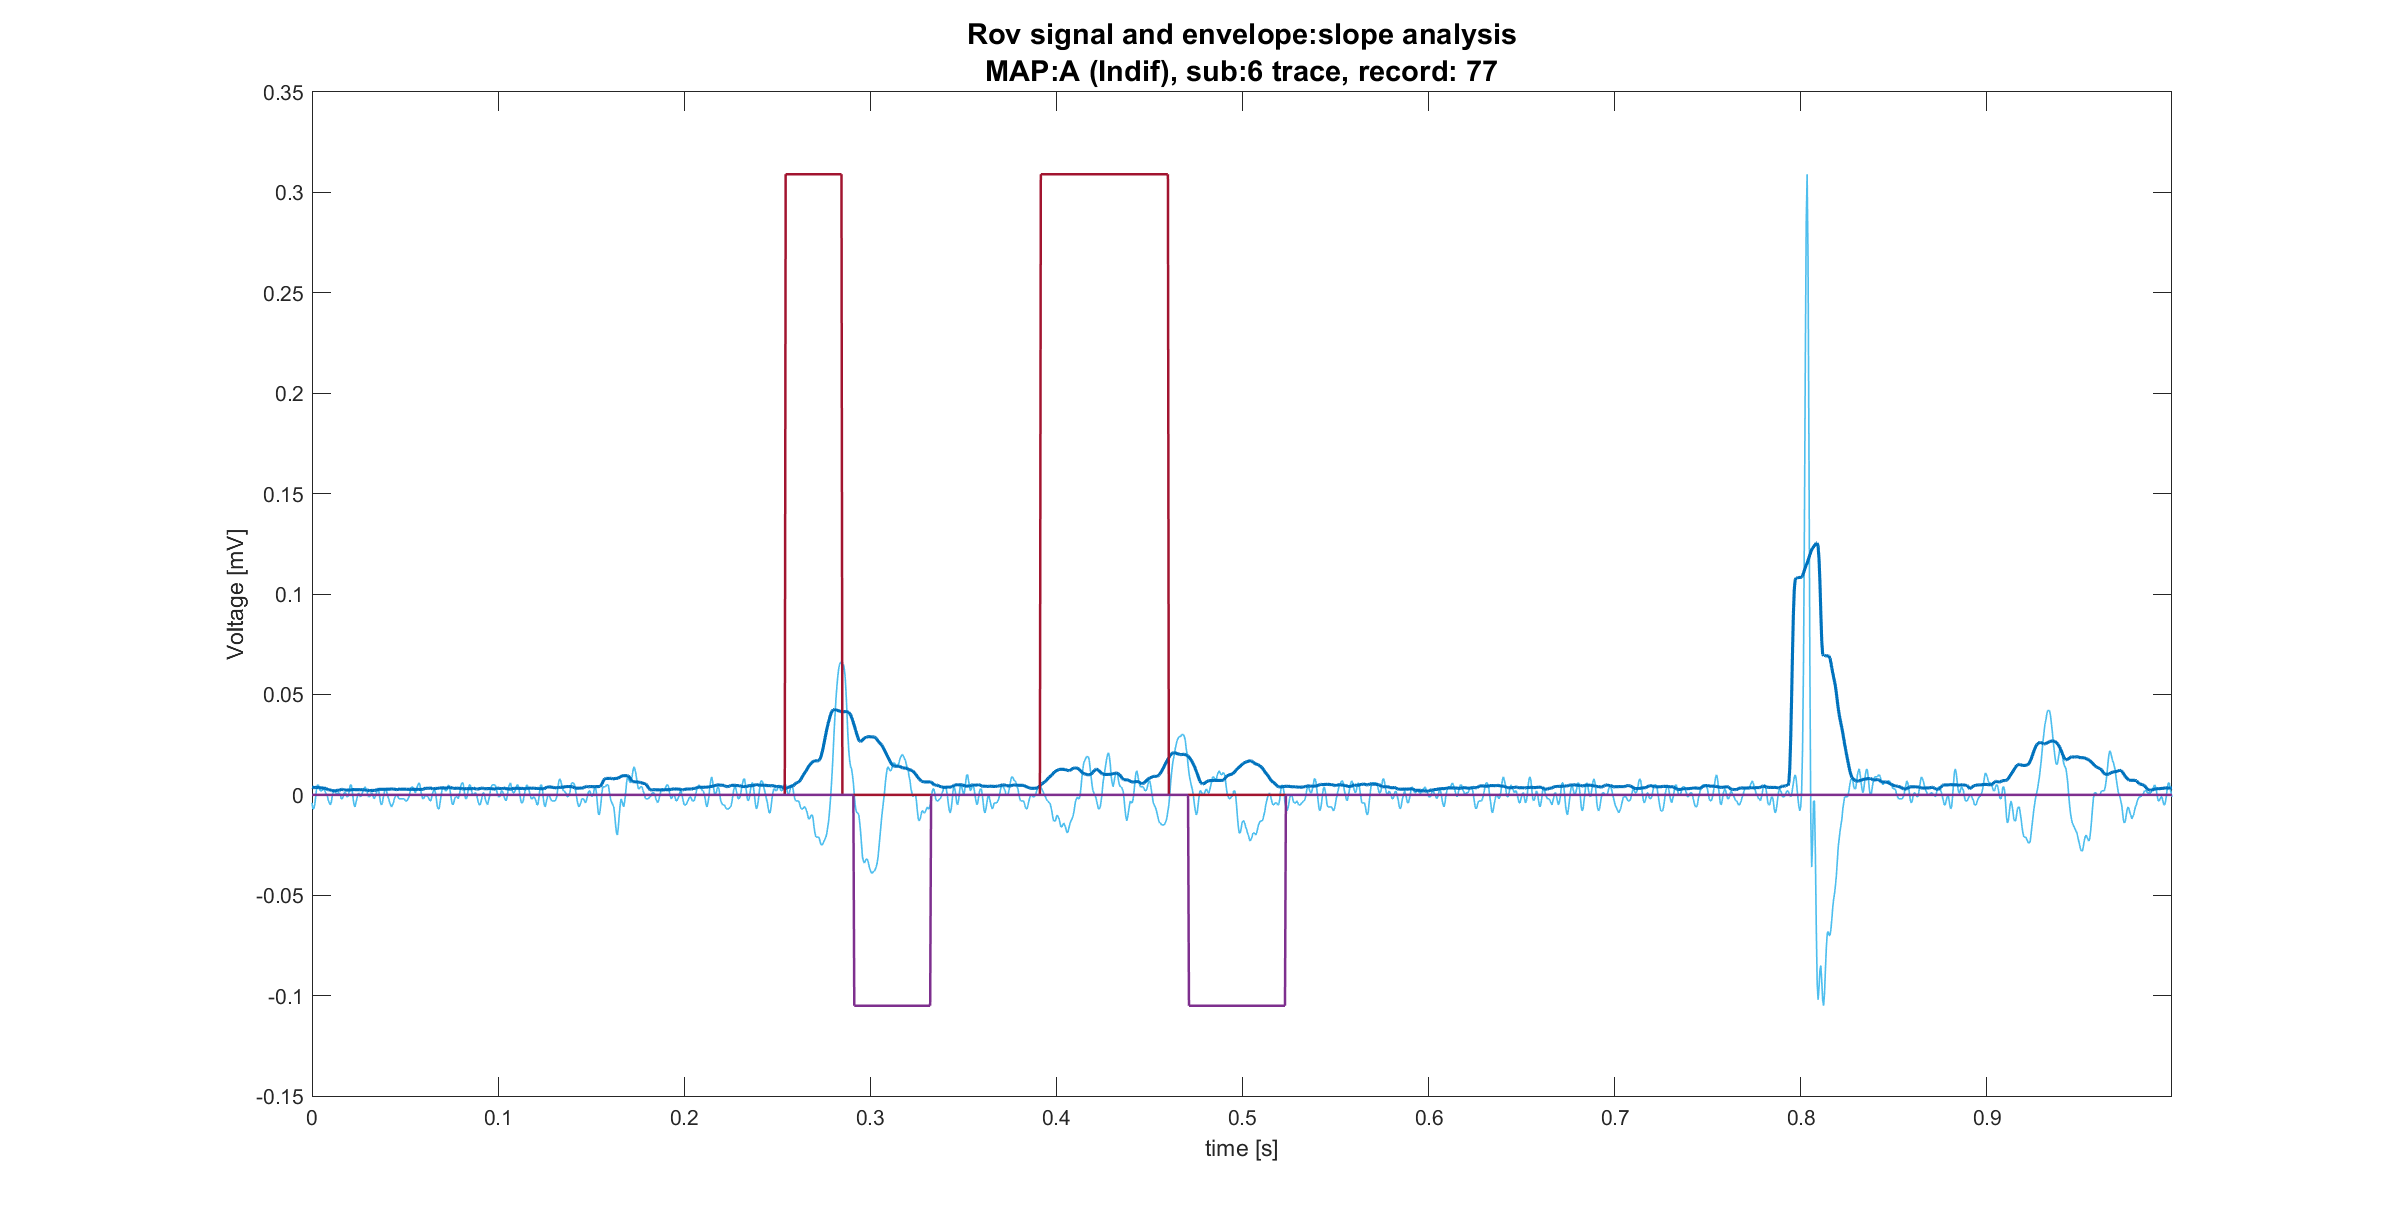 Rov signal and envelope:slope analysis
MAP:A (Indif), sub:6 trace, record: 77
0.35
0.3
0.25
0.2
0.15
0.1
0.05
0
-0.05
-0.1
-0.15
Voltage [mV]
0 0.1 0.2 0.3 0.4 0.5 0.6 0.7 0.8 0.9
time [s]